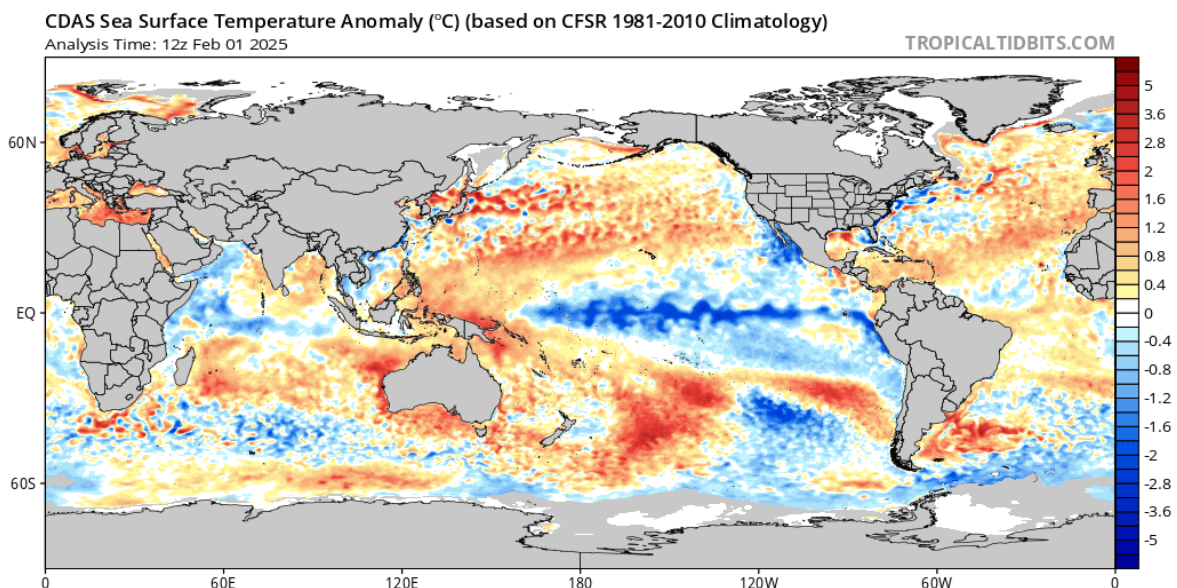 CDAS Sea Surface Temperature Anomaly (°C) (based on CFSR 1981-2010 Climatology)
Analysis Time: 12z Feb 01 2025
TROPICALTIDBITS.COM
60N
EQ
60S
0
60E
120E
180
120W
60W
0
5
3.6
2.8
2
1.6
1.2
0.8
0.4
0
-0.4
-0.8
-1.2
-1.6
-2
-2.8
-3.6
-5